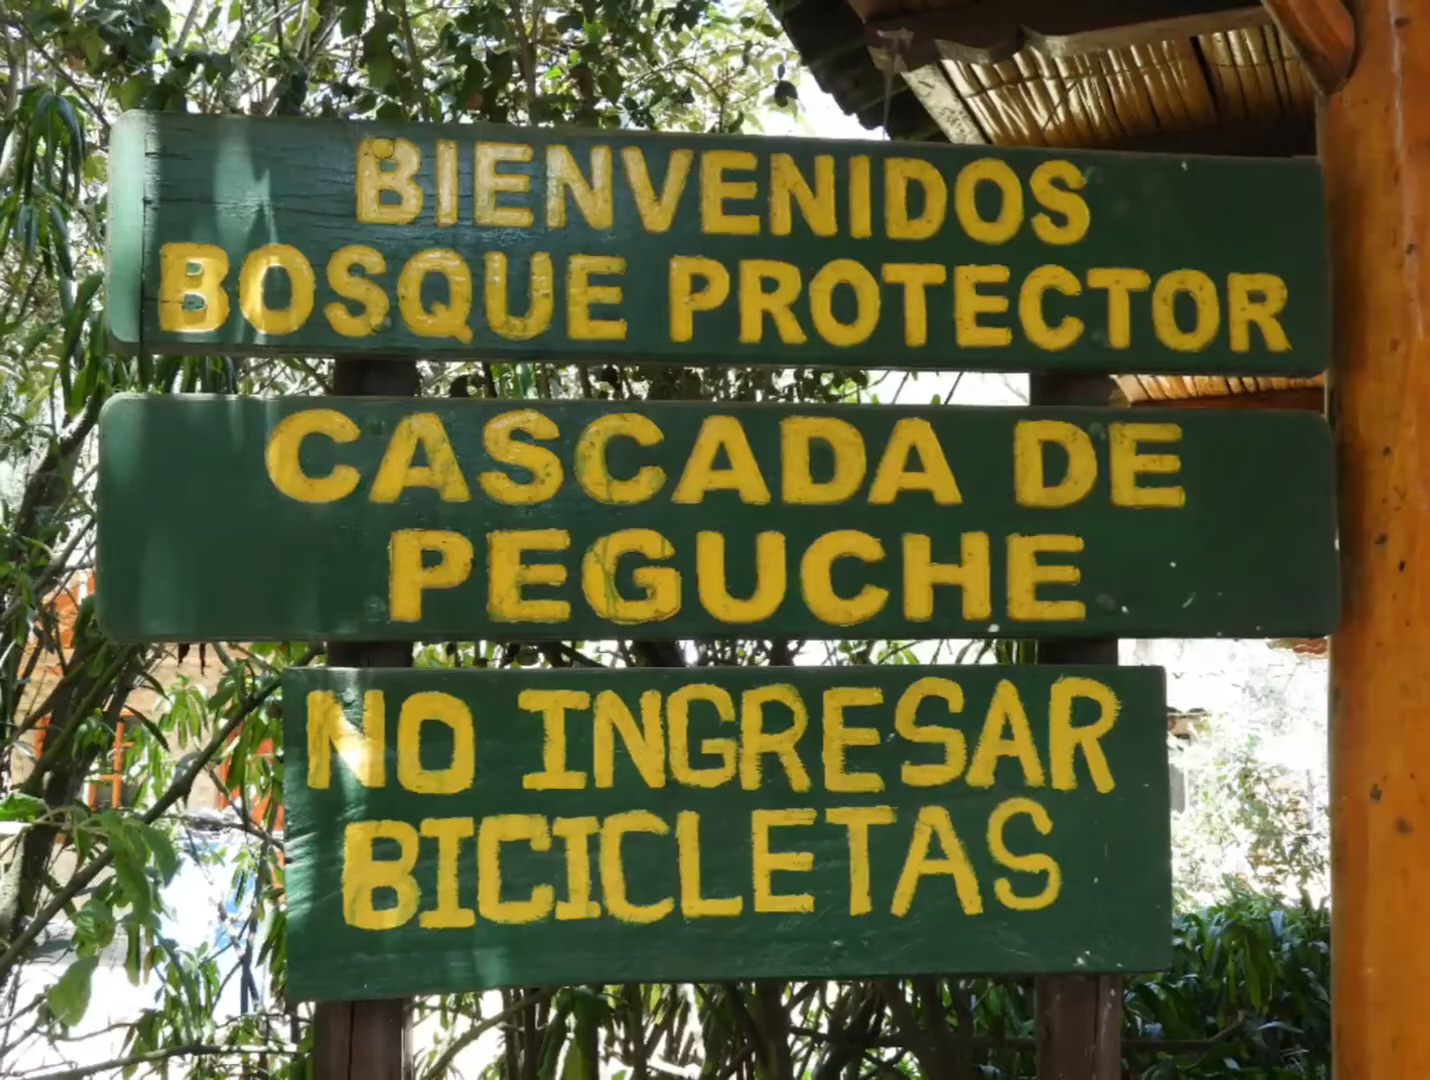 BIENVENIDOS
BOSQUE PROTECTOR
CASCADA DE
PEGUCHE
NO INGRESAR
BICICLETAS